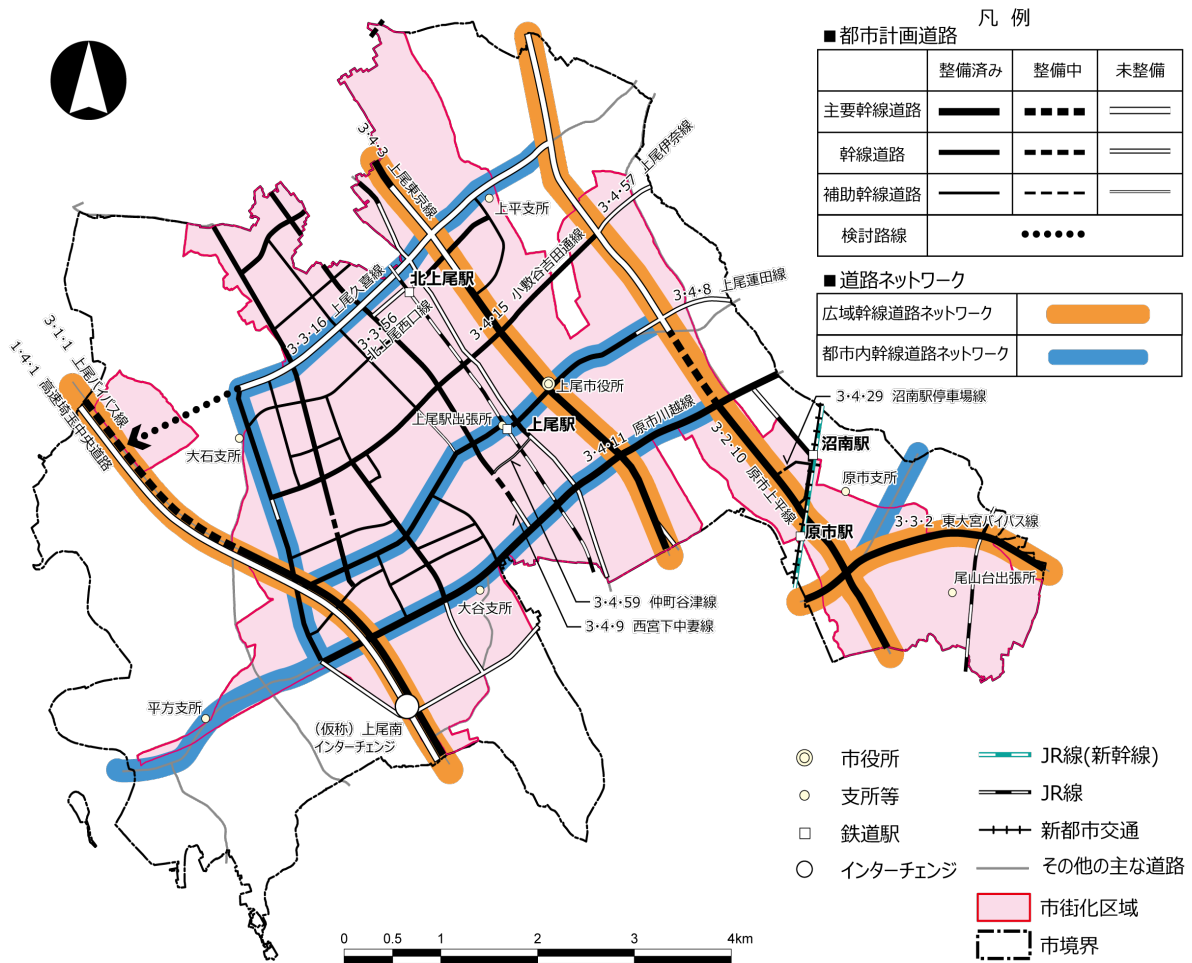 凡 例
■都市計画道路
整備済み 整備中 未整備
主要幹線道路
幹線道路
補助幹線道路
検討路線
■道路ネットワーク
広域幹線道路ネットワーク
都市内幹線道路ネットワーク
3・4・3 上尾東京線
3・4・57 上尾伊奈線
上平支所
北上尾駅
3・3・16 上尾久喜線
3・3・56
北上尾西口線
3・4・15 小敷谷吉田通線
3・4・8 上尾蓮田線
3・1・1 上尾バイパス線
1・4・1 高速埼玉中央道路
上尾市役所
3・4・29 沼南駅停車場線
上尾駅出張所
上尾駅
3・4・11 原市川越線
大石支所
3・2・10 原市上平線
沼南駅
原市支所
3・3・2 東大宮バイパス線
原市駅
尾山台出張所
大谷支所
3・4・59 仲町谷津線
3・4・9 西宮下中妻線
平方支所
(仮称) 上尾南
インターチェンジ
市役所
支所等
鉄道駅
インターチェンジ
JR線(新幹線)
JR線
新都市交通
その他の主な道路
市街化区域
市境界
0 0.5 1 2 3 4km